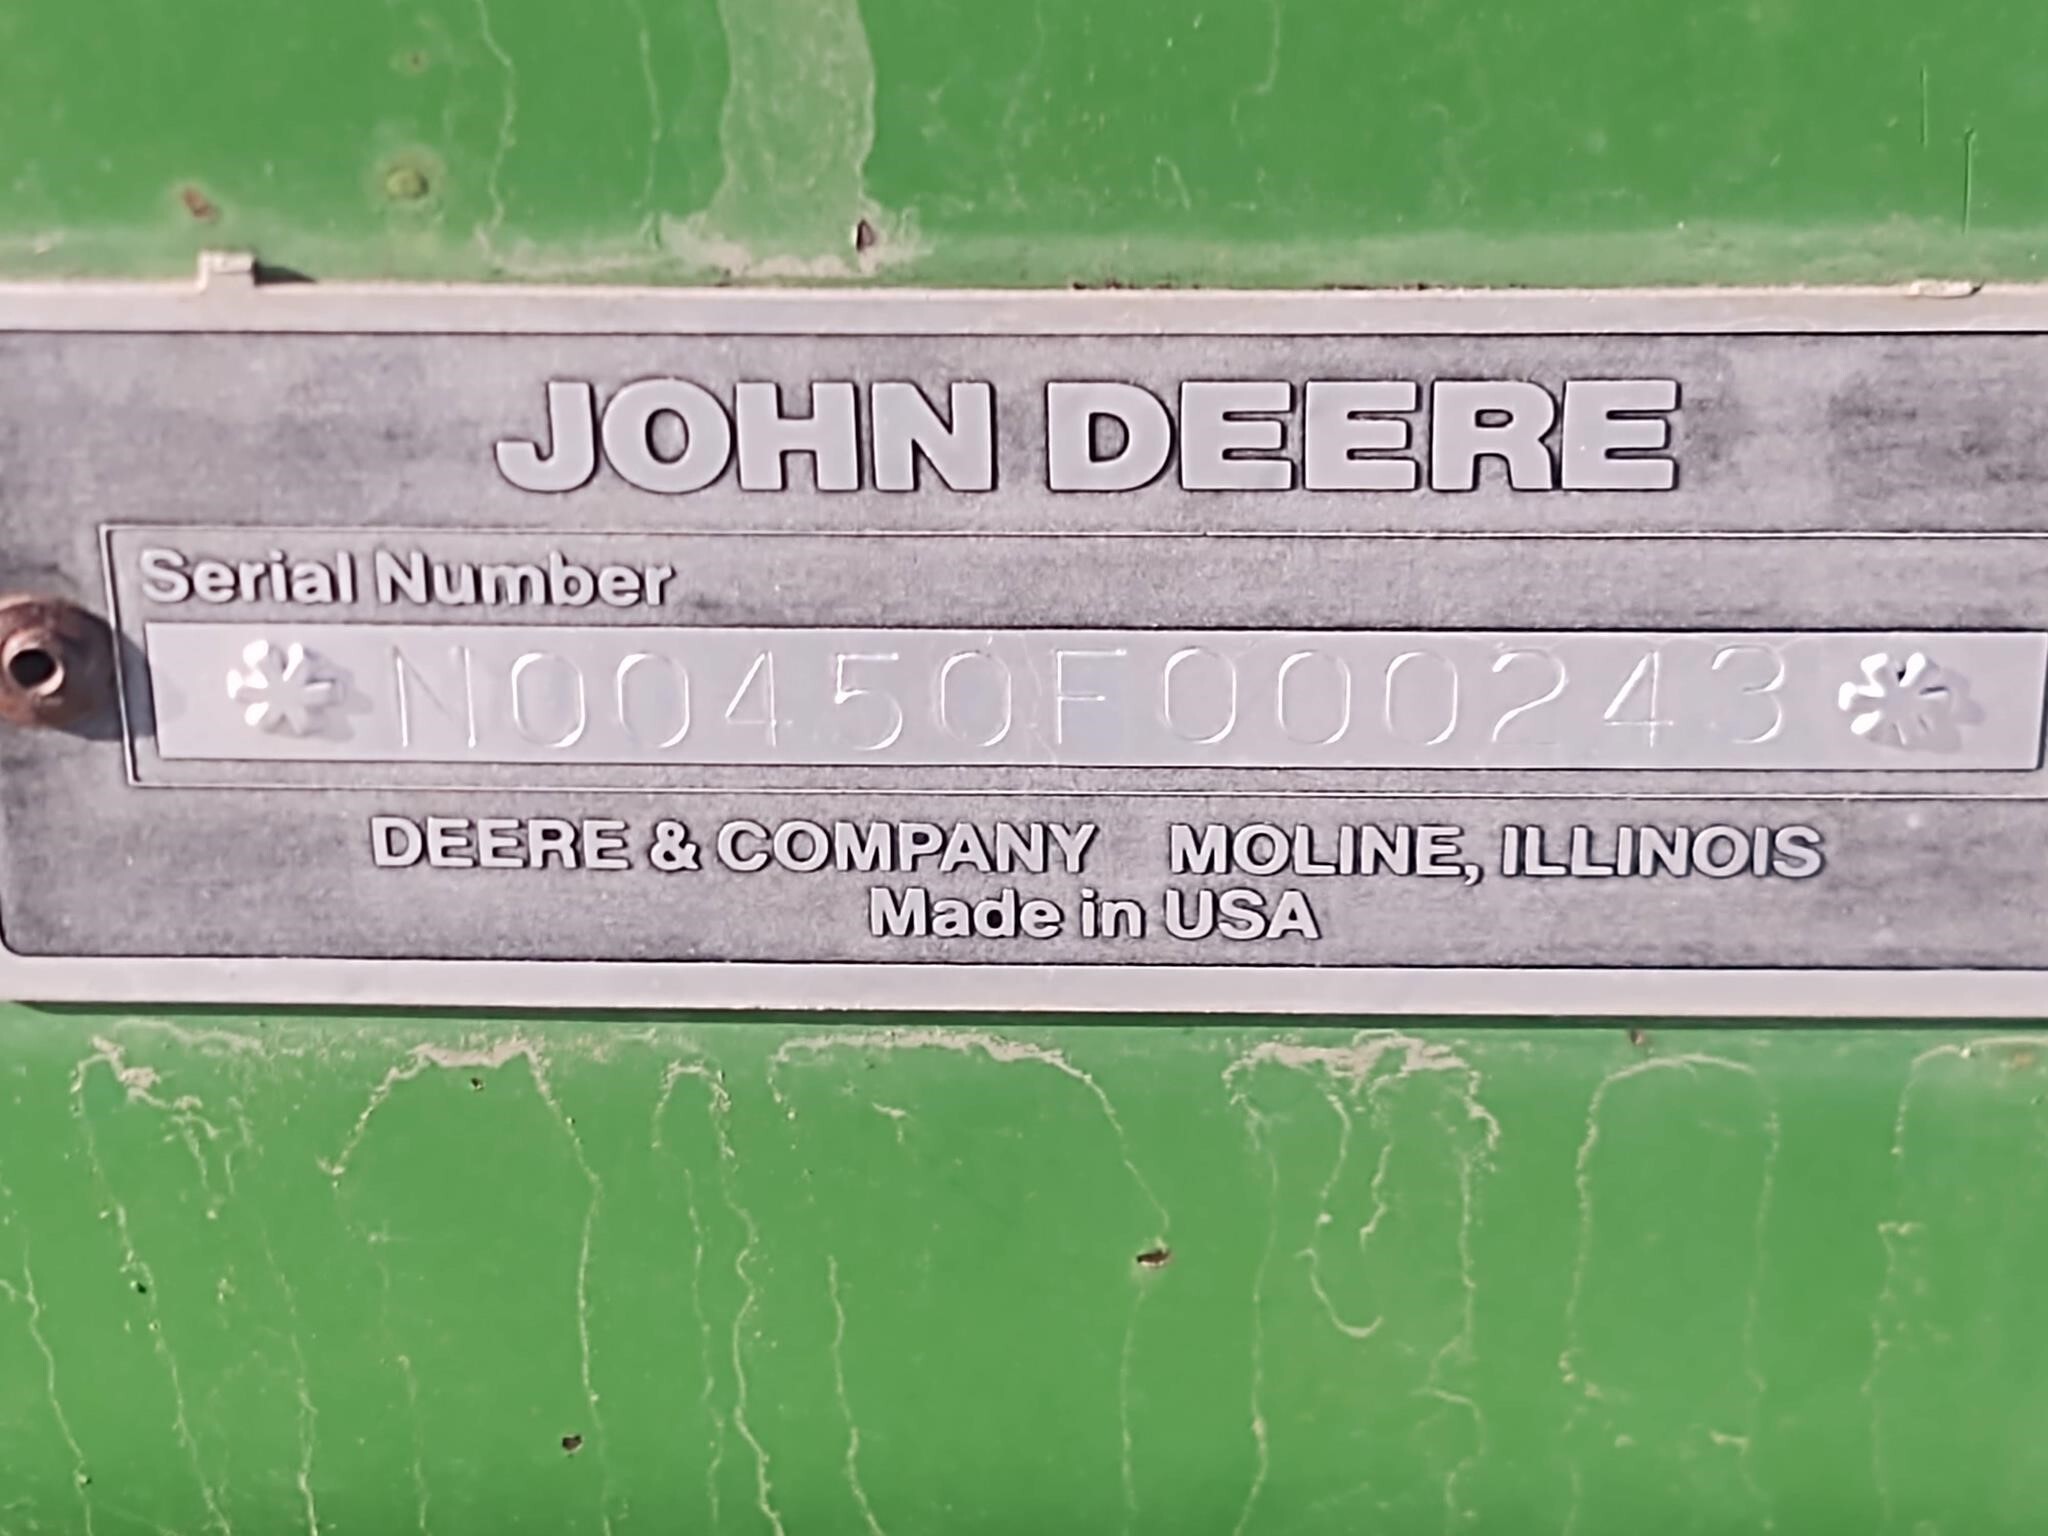 JOHN DEERE
Serial Number
*N00450F000243*
DEERE & COMPANY MOLINE, ILLINOIS
Made in USA